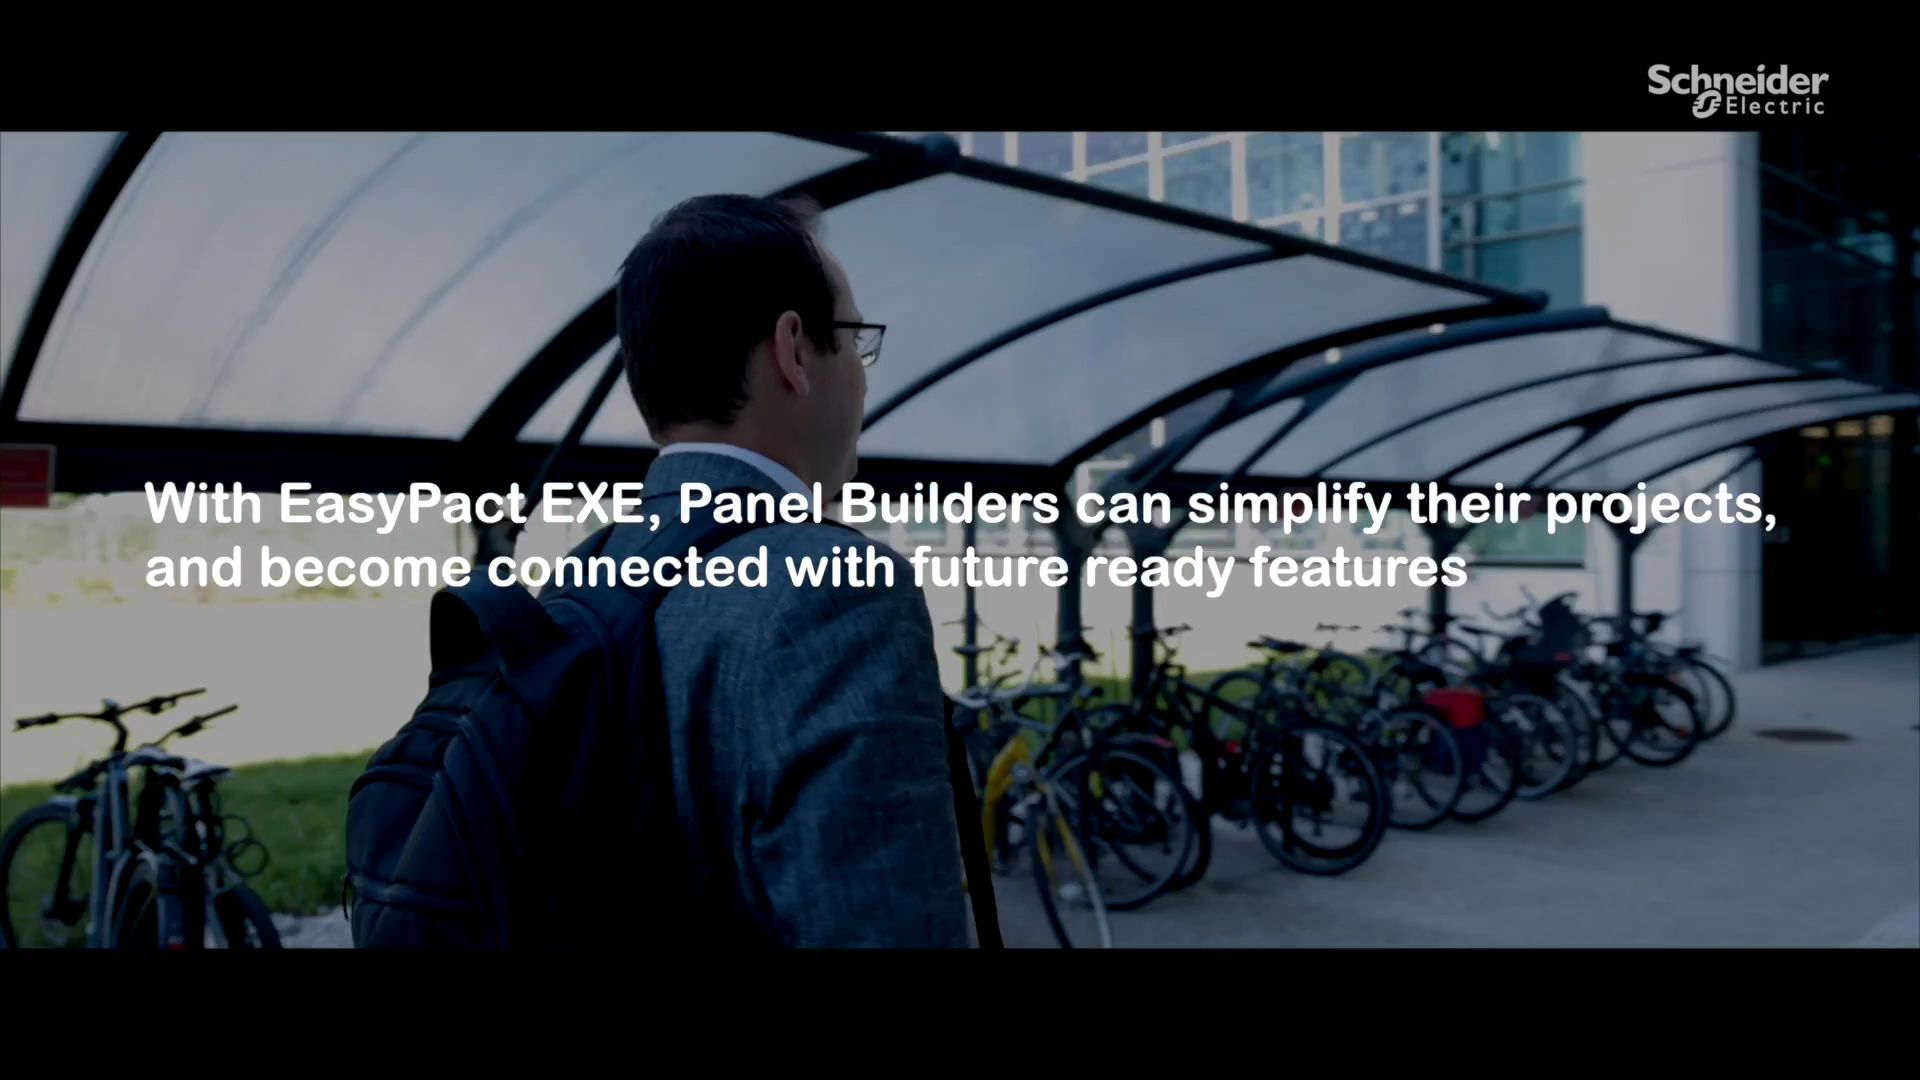 Schneider
Electric
With EasyPact EXE, Panel Builders can simplify their projects,
and become connected with future ready features